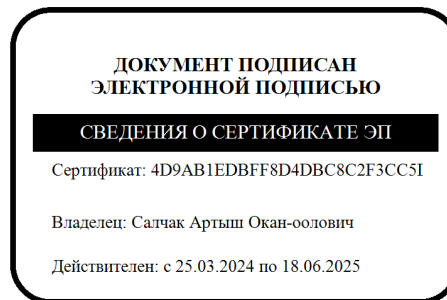 ДОКУМЕНТ ПОДПИСАН
ЭЛЕКТРОННОЙ ПОДПИСЬЮ
СВЕДЕНИЯ О СЕРТИФИКАТЕ ЭП
Сертификат: 4D9AB1EDBFF8D4DBC8C2F3CC5I
Владелец: Салчак Артыш Окан-оолович
Действителен: с 25.03.2024 по 18.06.2025